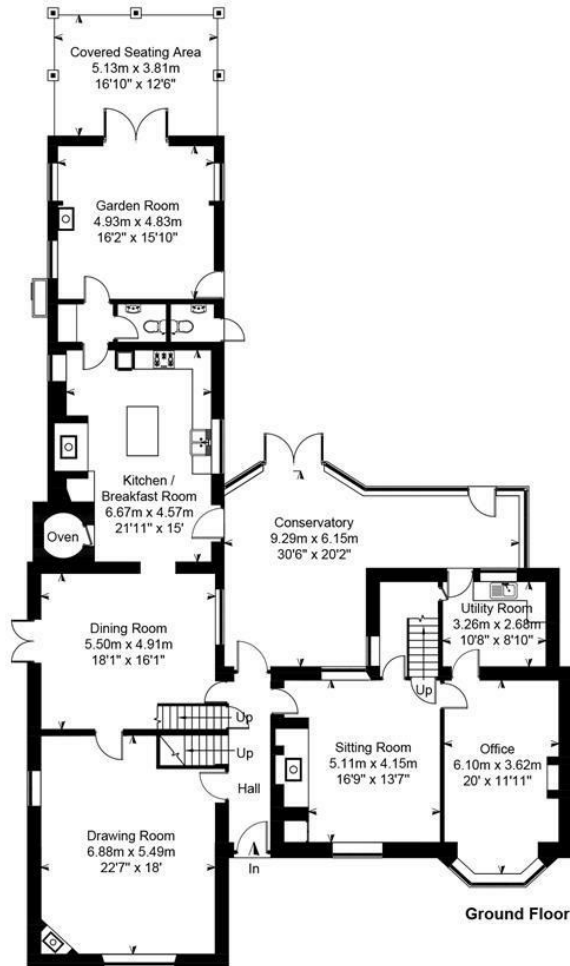 Covered Seating Area
5.13m x 3.81m
16'10" x 12'6"
Garden Room
4.93m x 4.83m
16'2" x 15'10"
Kitchen /
Breakfast Room
6.67m x 4.57m
21'11" x 15'
Oven
Conservatory
9.29m x 6.15m
30'6" x 20'2"
Utility Room
3.26m x 2.68m
10'8" x 8'10"
Dining Room
5.50m x 4.91m
18'1" x 16'1"
Up
Up
Up
Hall
Sitting Room
5.11m x 4.15m
16'9" x 13'7"
Office
6.10m x 3.62m
20' x 11'11"
Drawing Room
6.88m x 5.49m
22'7" x 18'
In
Ground Floor